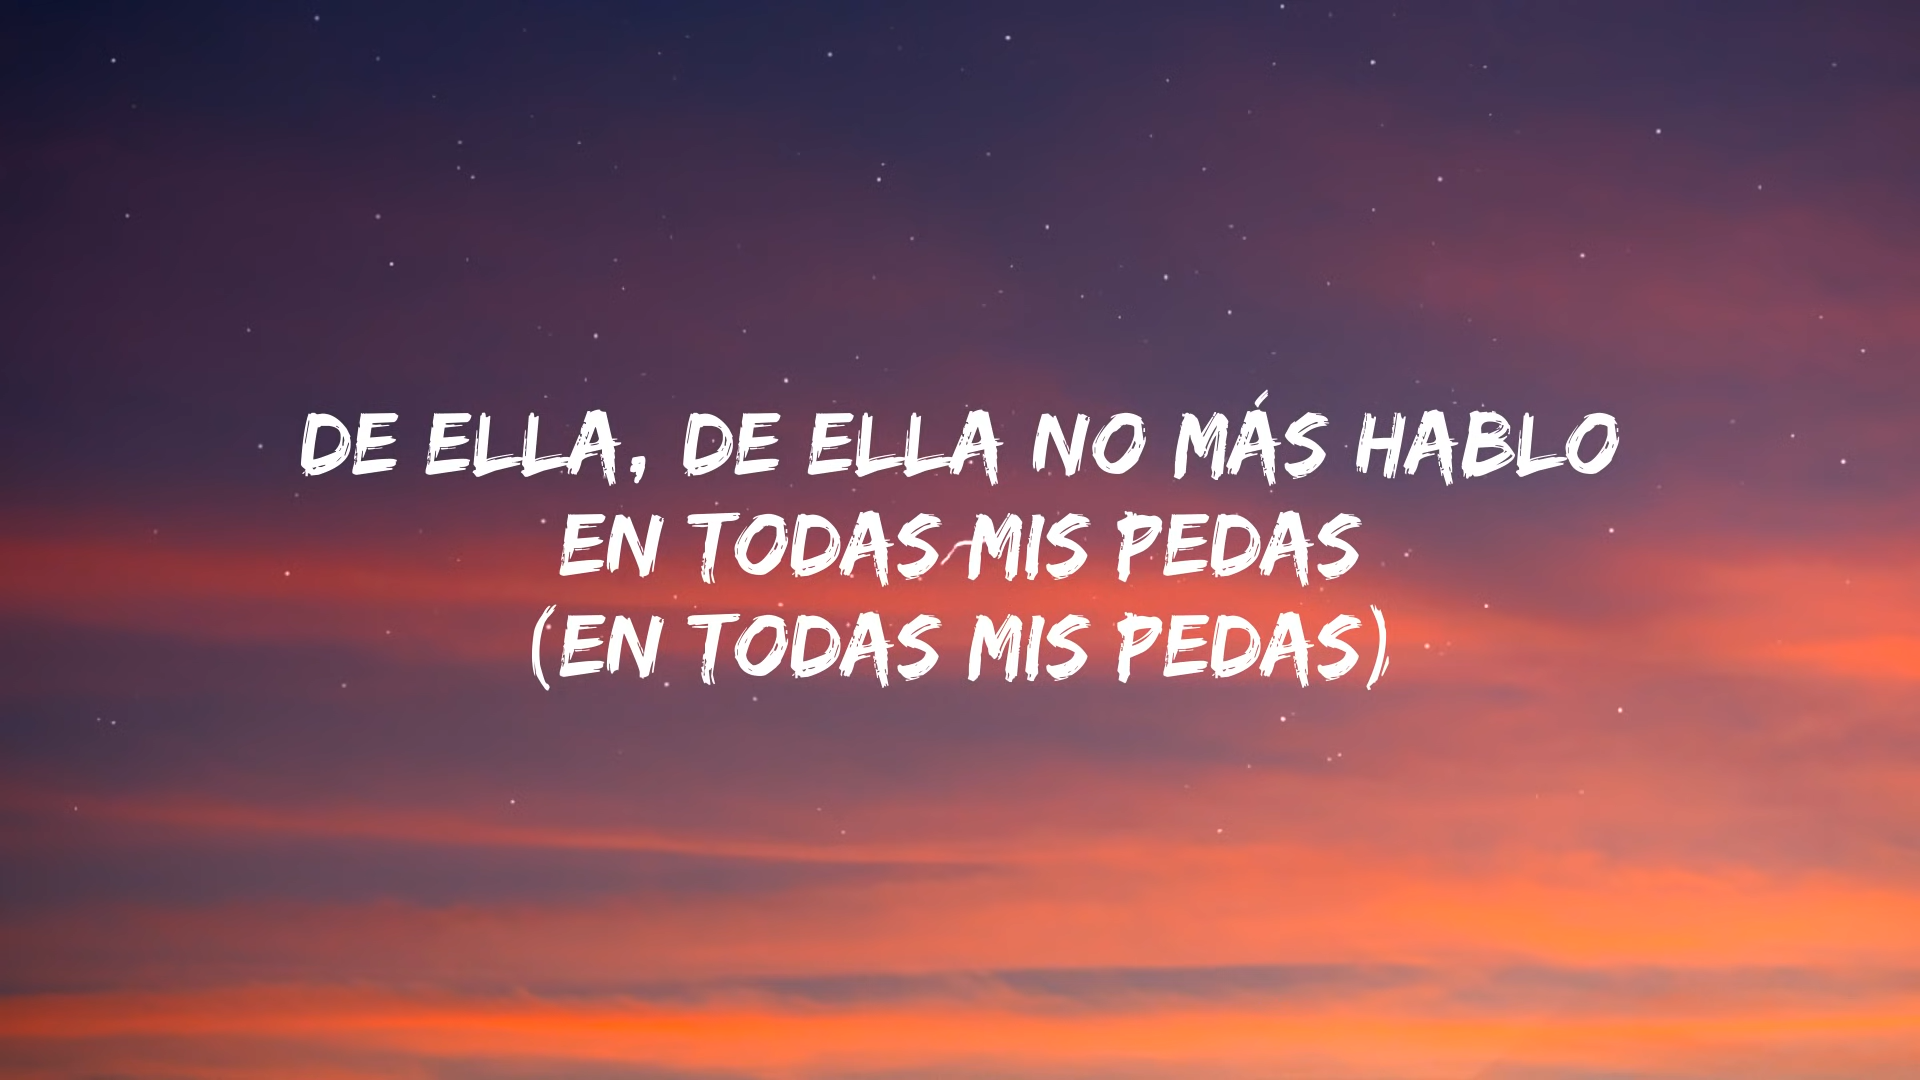 DE ELLA, DE ELLA NO MÁS HABLO
EN TODAS MIS PEDAS
(EN TODAS MIS PEDAS)